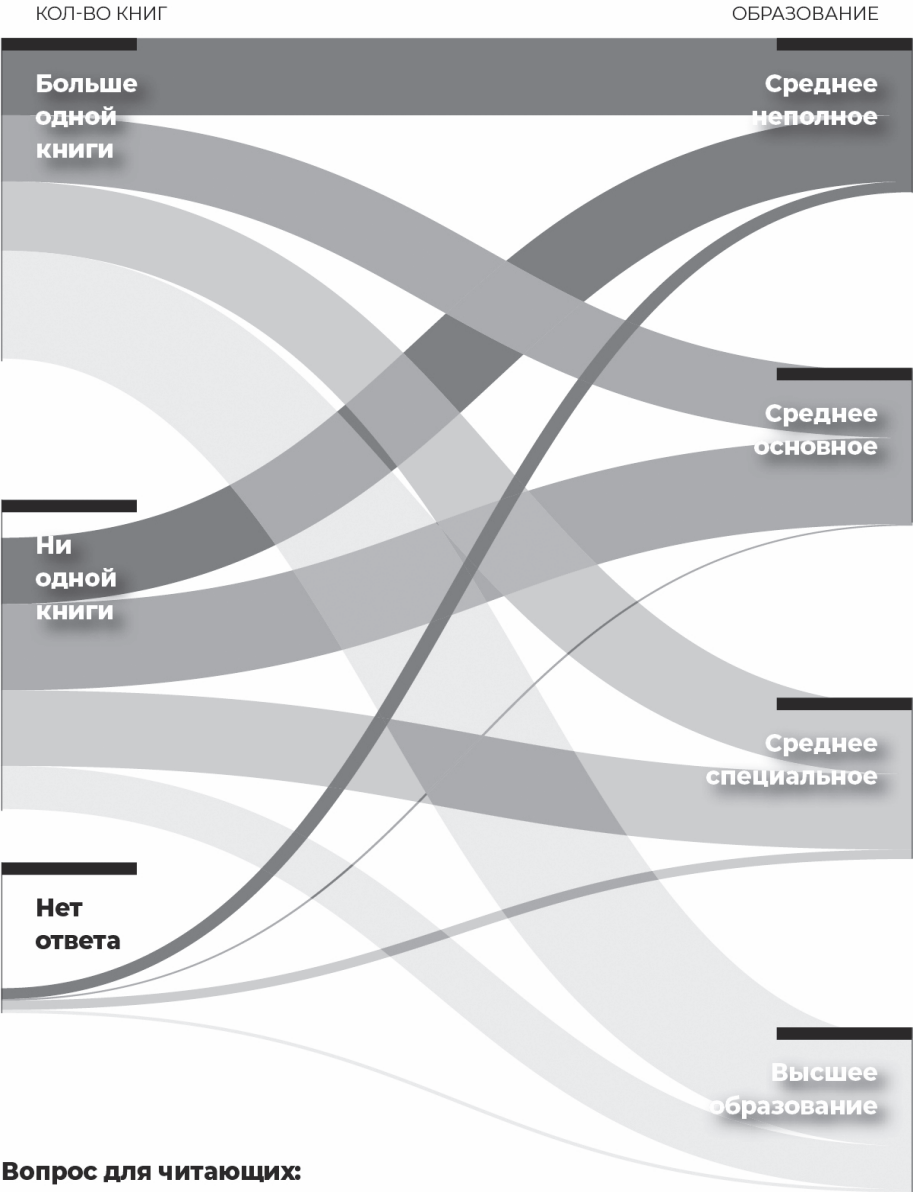 КОЛ-ВО КНИГ
ОБРАЗОВАНИЕ
Больше
одной
книги
Ни
одной
книги
Нет
ответа
Среднее
неполное
Среднее
основное
Среднее
специальное
Высшее
образование
Вопрос для читающих: